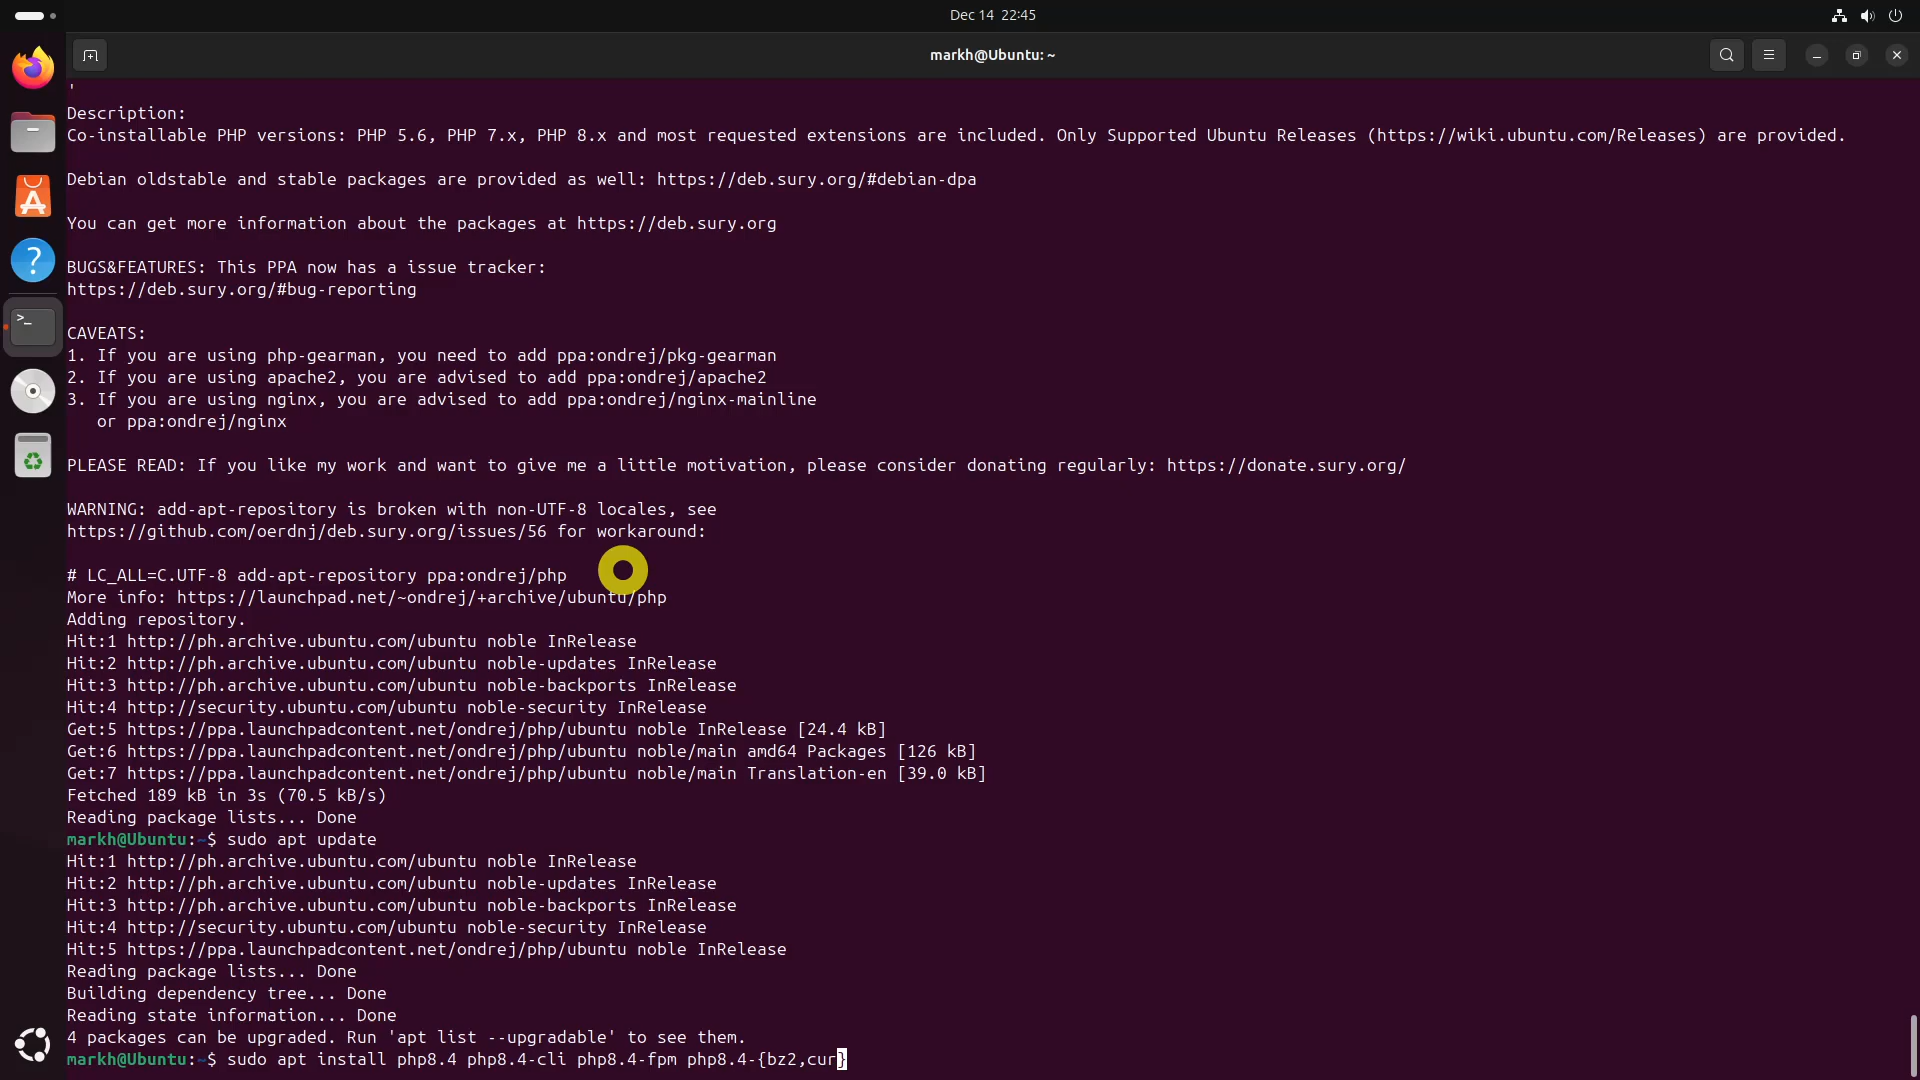 Dec 14 22:45
markh@Ubuntu: ~
'
Description:
Co-installable PHP versions: PHP 5.6, PHP 7.x, PHP 8.x and most requested extensions are included. Only Supported Ubuntu Releases (https://wiki.ubuntu.com/Releases) are provided.
Debian oldstable and stable packages are provided as well: https://deb.sury.org/#debian-dpa
You can get more information about the packages at https://deb.sury.org
BUGS&FEATURES: This PPA now has a issue tracker:
https://deb.sury.org/#bug-reporting
CAVEATS:
1. If you are using php-gearman, you need to add ppa:ondrej/pkg-gearman
2. If you are using apache2, you are advised to add ppa:ondrej/apache2
3. If you are using nginx, you are advised to add ppa:ondrej/nginx-mainline
or ppa:ondrej/nginx
PLEASE READ: If you like my work and want to give me a little motivation, please consider donating regularly: https://donate.sury.org/
WARNING: add-apt-repository is broken with non-UTF-8 locales, see
https://github.com/oerdnj/deb.sury.org/issues/56 for workaround:
# LC_ALL=C.UTF-8 add-apt-repository ppa:ondrej/php
More info: https://launchpad.net/~ondrej/+archive/ubuntu/php
Adding repository.
Hit:1 http://ph.archive.ubuntu.com/ubuntu noble InRelease
Hit:2 http://ph.archive.ubuntu.com/ubuntu noble-updates InRelease
Hit:3 http://ph.archive.ubuntu.com/ubuntu noble-backports InRelease
Hit:4 http://security.ubuntu.com/ubuntu noble-security InRelease
Get:5 https://ppa.launchpadcontent.net/ondrej/php/ubuntu noble InRelease [24.4 kB]
Get:6 https://ppa.launchpadcontent.net/ondrej/php/ubuntu noble/main amd64 Packages [126 kB]
Get:7 https://ppa.launchpadcontent.net/ondrej/php/ubuntu noble/main Translation-en [39.0 kB]
Fetched 189 kB in 3s (70.5 kB/s)
Reading package lists... Done
markh@Ubuntu:~$ sudo apt update
Hit:1 http://ph.archive.ubuntu.com/ubuntu noble InRelease
Hit:2 http://ph.archive.ubuntu.com/ubuntu noble-updates InRelease
Hit:3 http://ph.archive.ubuntu.com/ubuntu noble-backports InRelease
Hit:4 http://security.ubuntu.com/ubuntu noble-security InRelease
Hit:5 https://ppa.launchpadcontent.net/ondrej/php/ubuntu noble InRelease
Reading package lists... Done
Building dependency tree... Done
Reading state information... Done
4 packages can be upgraded. Run 'apt list --upgradable' to see them.
markh@Ubuntu:~$ sudo apt install php8.4 php8.4-cli php8.4-fpm php8.4-{bz2,cur}